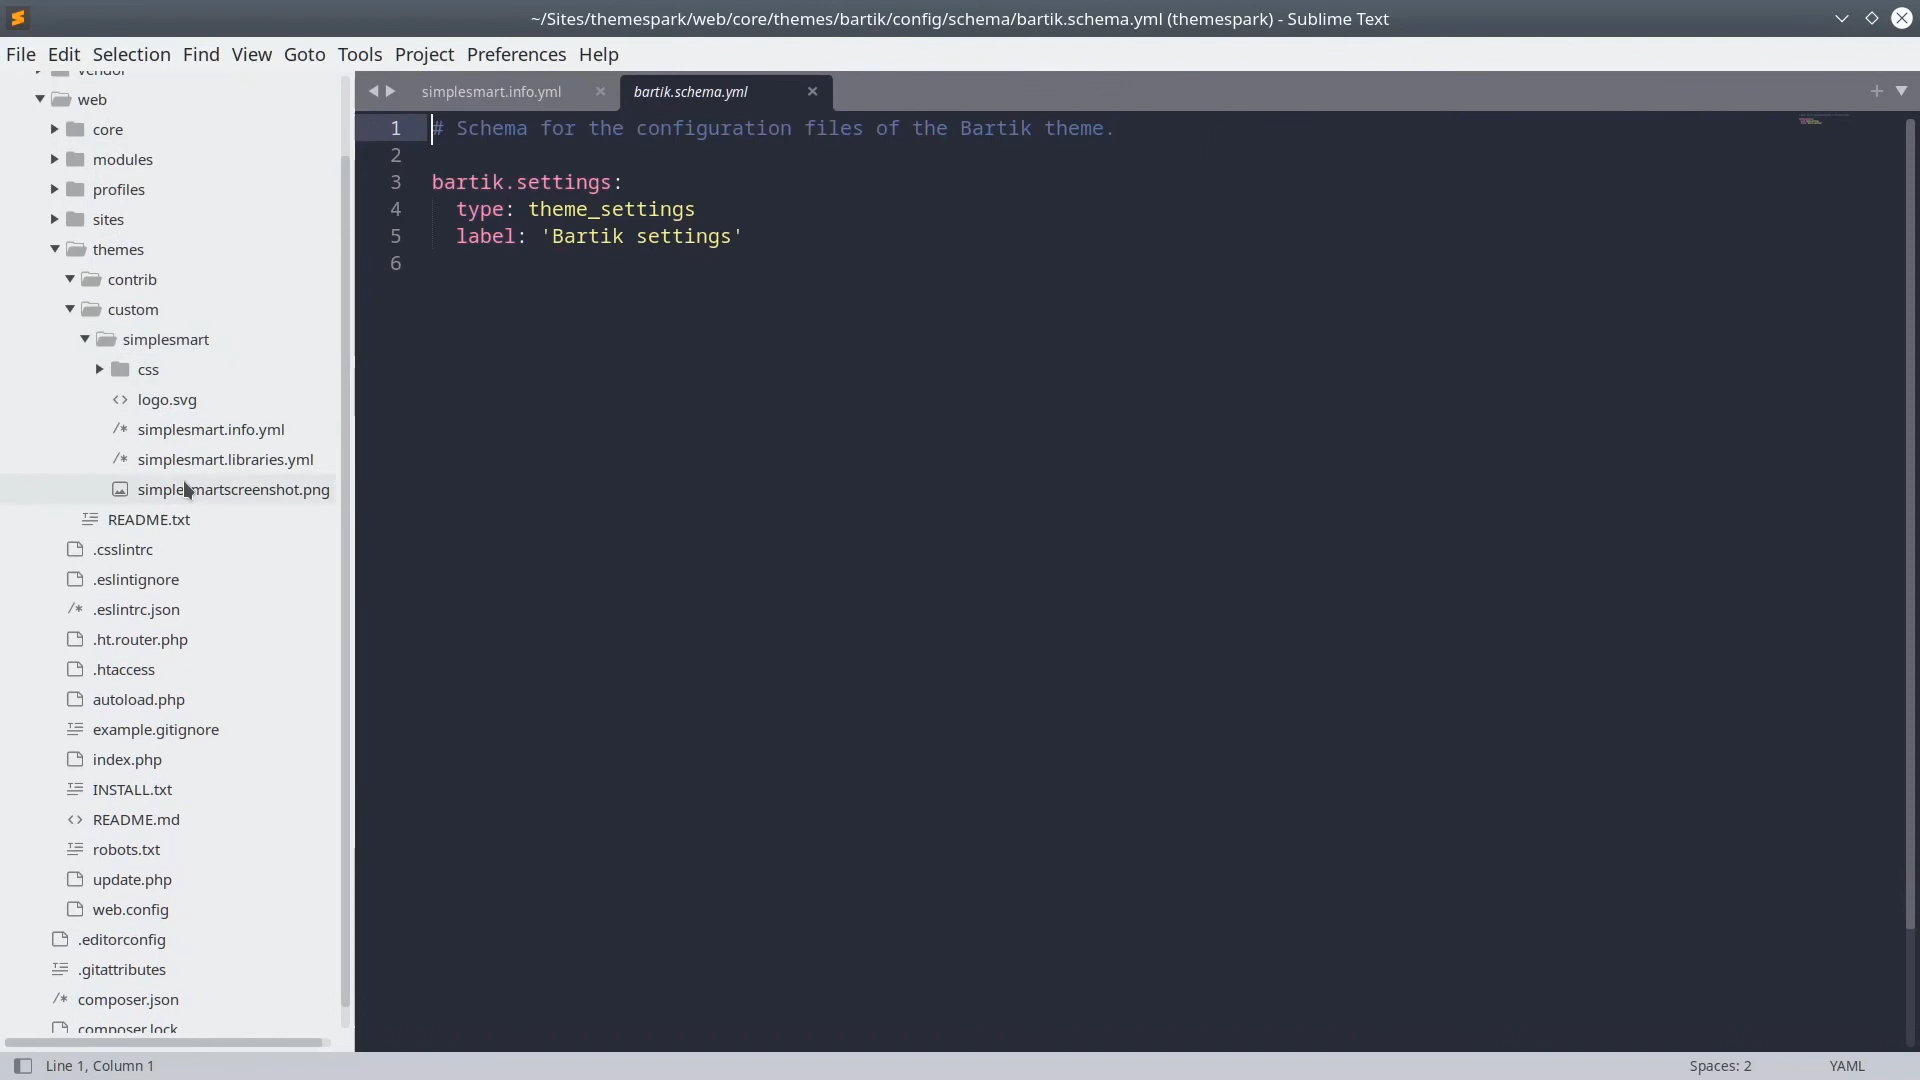 ~/Sites/themespark/web/core/themes/bartik/config/schema/bartik.schema.yml (themespark) - Sublime Text
File Edit Selection Find View Goto Tools Project Preferences Help
vendor
web
core
modules
profiles
sites
themes
contrib
custom
simplesmart
css
logo.svg
simplesmart.info.yml
simplesmart.libraries.yml
simplesmartscreenshot.png
README.txt
.csslintrc
.eslintignore
.eslintrc.json
.ht.router.php
.htaccess
autoload.php
example.gitignore
index.php
INSTALL.txt
README.md
robots.txt
update.php
web.config
.editorconfig
.gitattributes
composer.json
composer.lock
simplesmart.info.yml
bartik.schema.yml
1 # Schema for the configuration files of the Bartik theme.
2
3 bartik.settings:
4 type: theme_settings
5 label: 'Bartik settings'
6
Line 1, Column 1
Spaces: 2
YAML